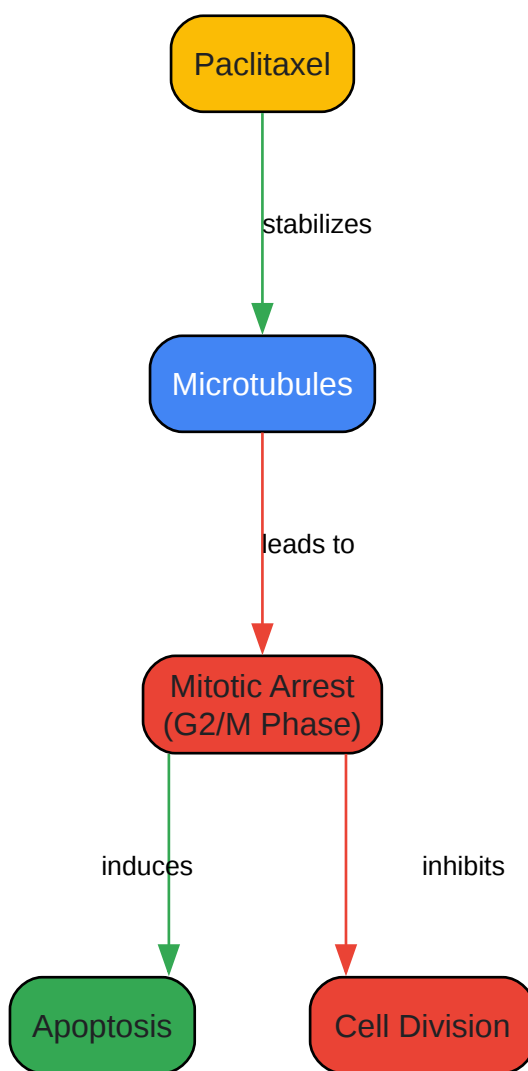 Paclitaxel
stabilizes
Microtubules
leads to
Mitotic Arrest
(G2/M Phase)
induces
inhibits
Apoptosis
Cell Division